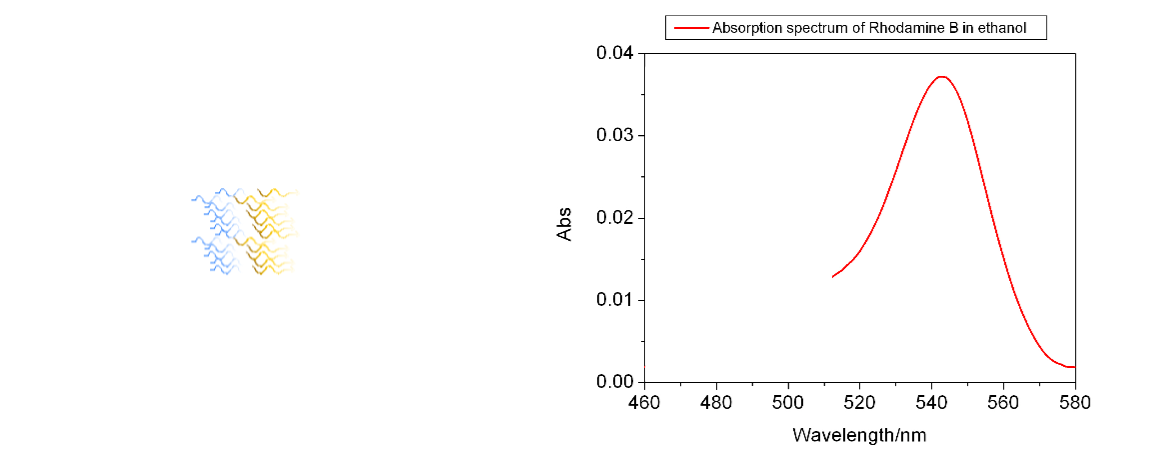 Absorption spectrum of Rhodamine B in ethanol
0.04
0.03
0.02
0.01
0.00
Abs
460 480 500 520 540 560 580
Wavelength/nm